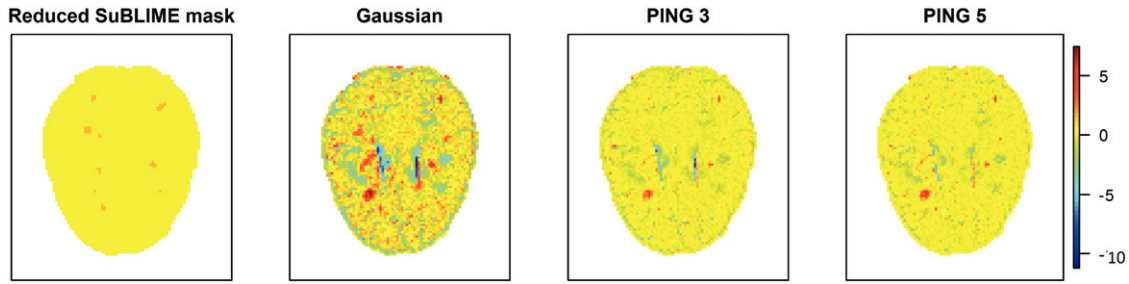 Reduced SuBLIME mask
Gaussian
PING 3
PING 5
5
0
-5
-10